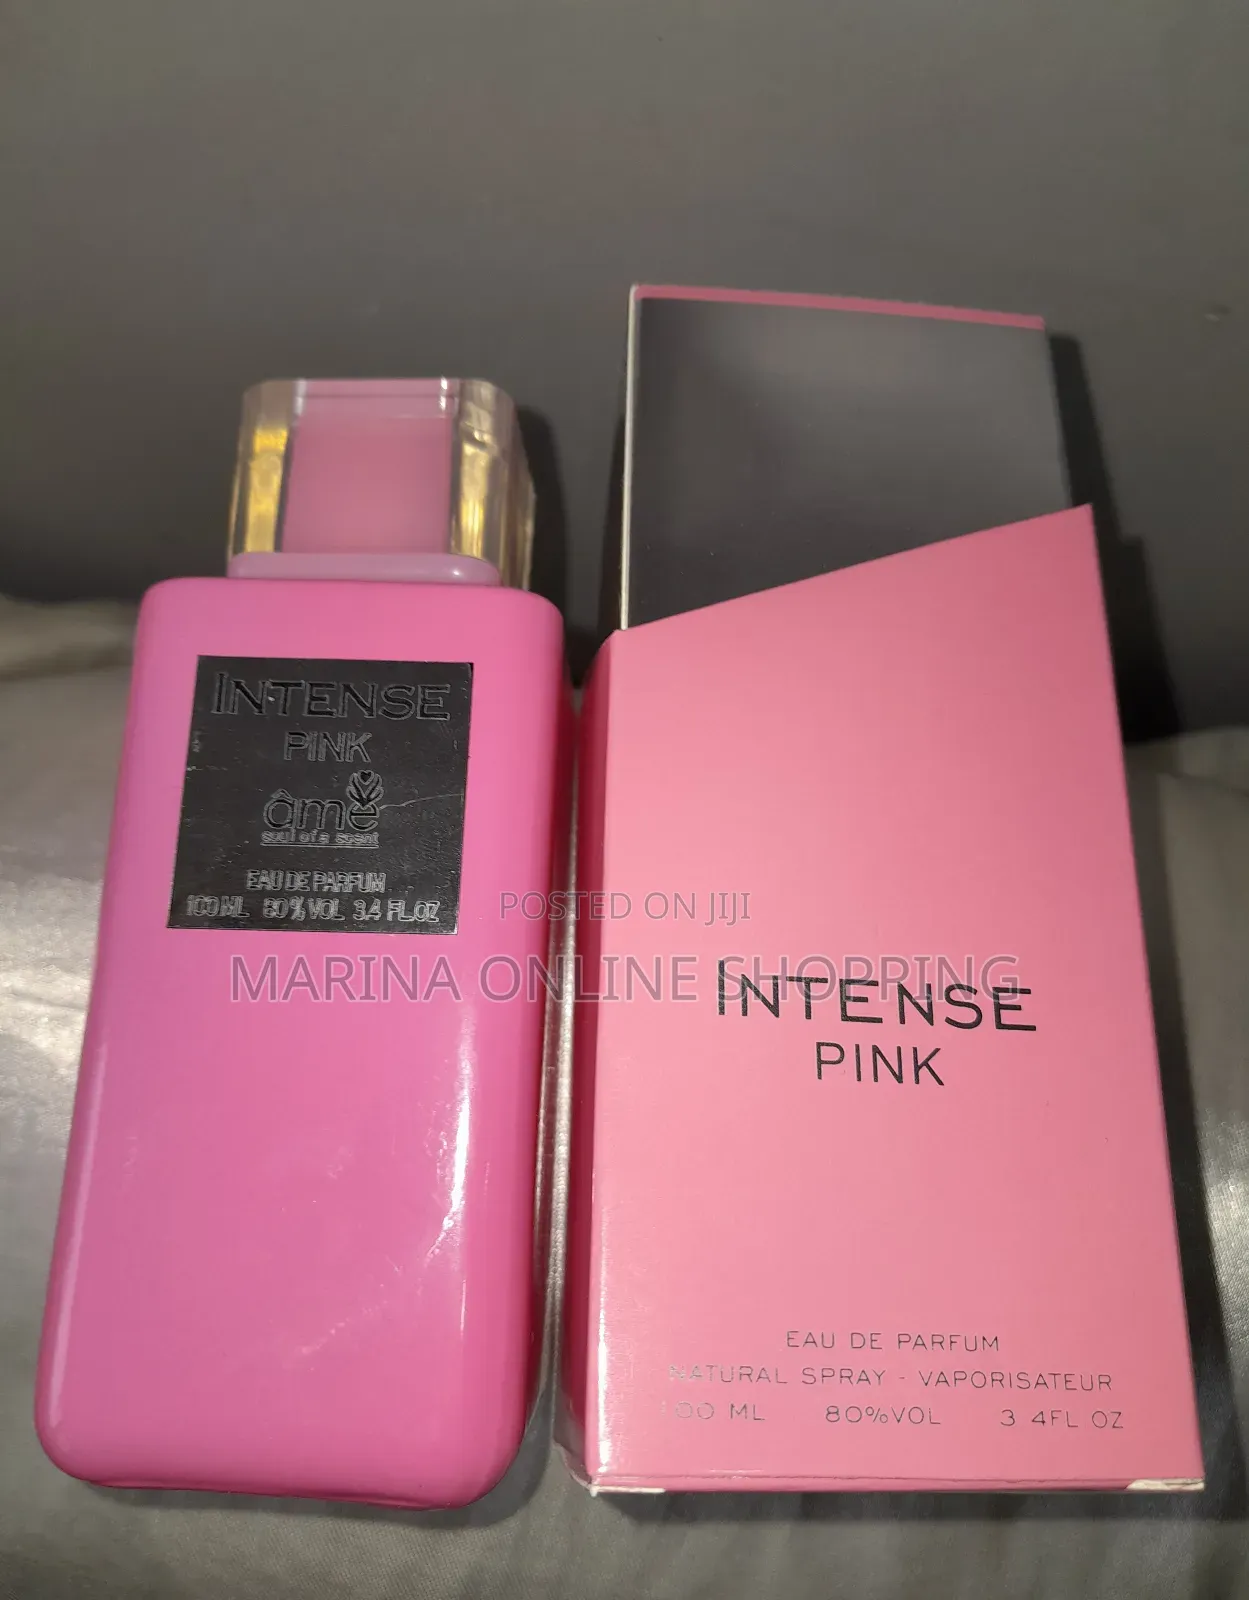 INTENSE
PINK
âme
soul of a scent
EAU DE PARFUM
100 ML 80% VOL 3.4 FL.OZ
POSTED ON JIJI
MARINA ONLINE SHOPPING
INTENSE
PINK
EAU DE PARFUM
NATURAL SPRAY - VAPORISATEUR
100 ML 80%VOL 3 4FL OZ